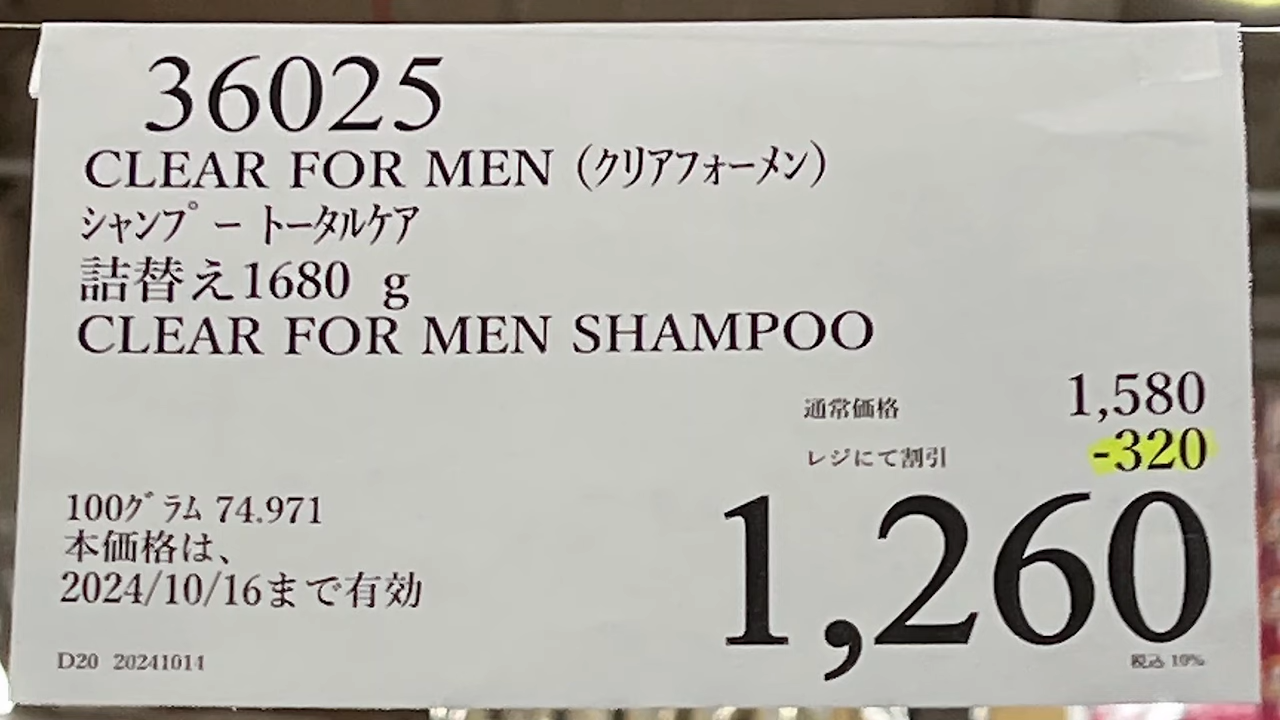 36025
CLEAR FOR MEN (クリアフォーメン)
シャンプ゜ー トータルケア
詰替え1680 g
CLEAR FOR MEN SHAMPOO
通常価格 1,580
レジにて割引 -320
1,260
税込 10%
100グラム 74.971
本価格は、
2024/10/16まで有効
D20 20241014